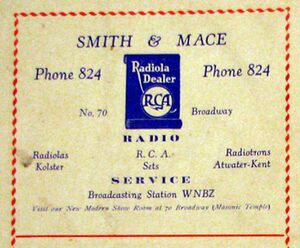 SMITH & MACE
Phone 824
Radiola
Dealer
RCA
Phone 824
No. 70
Broadway
RADIO
Radiolas
R. C. A.
Radiotrons
Kolster
Sets
Atwater-Kent
SERVICE
Broadcasting Station WNBZ
Visit our New Modern Show Room at 70 Broadway (Masonic Temple)